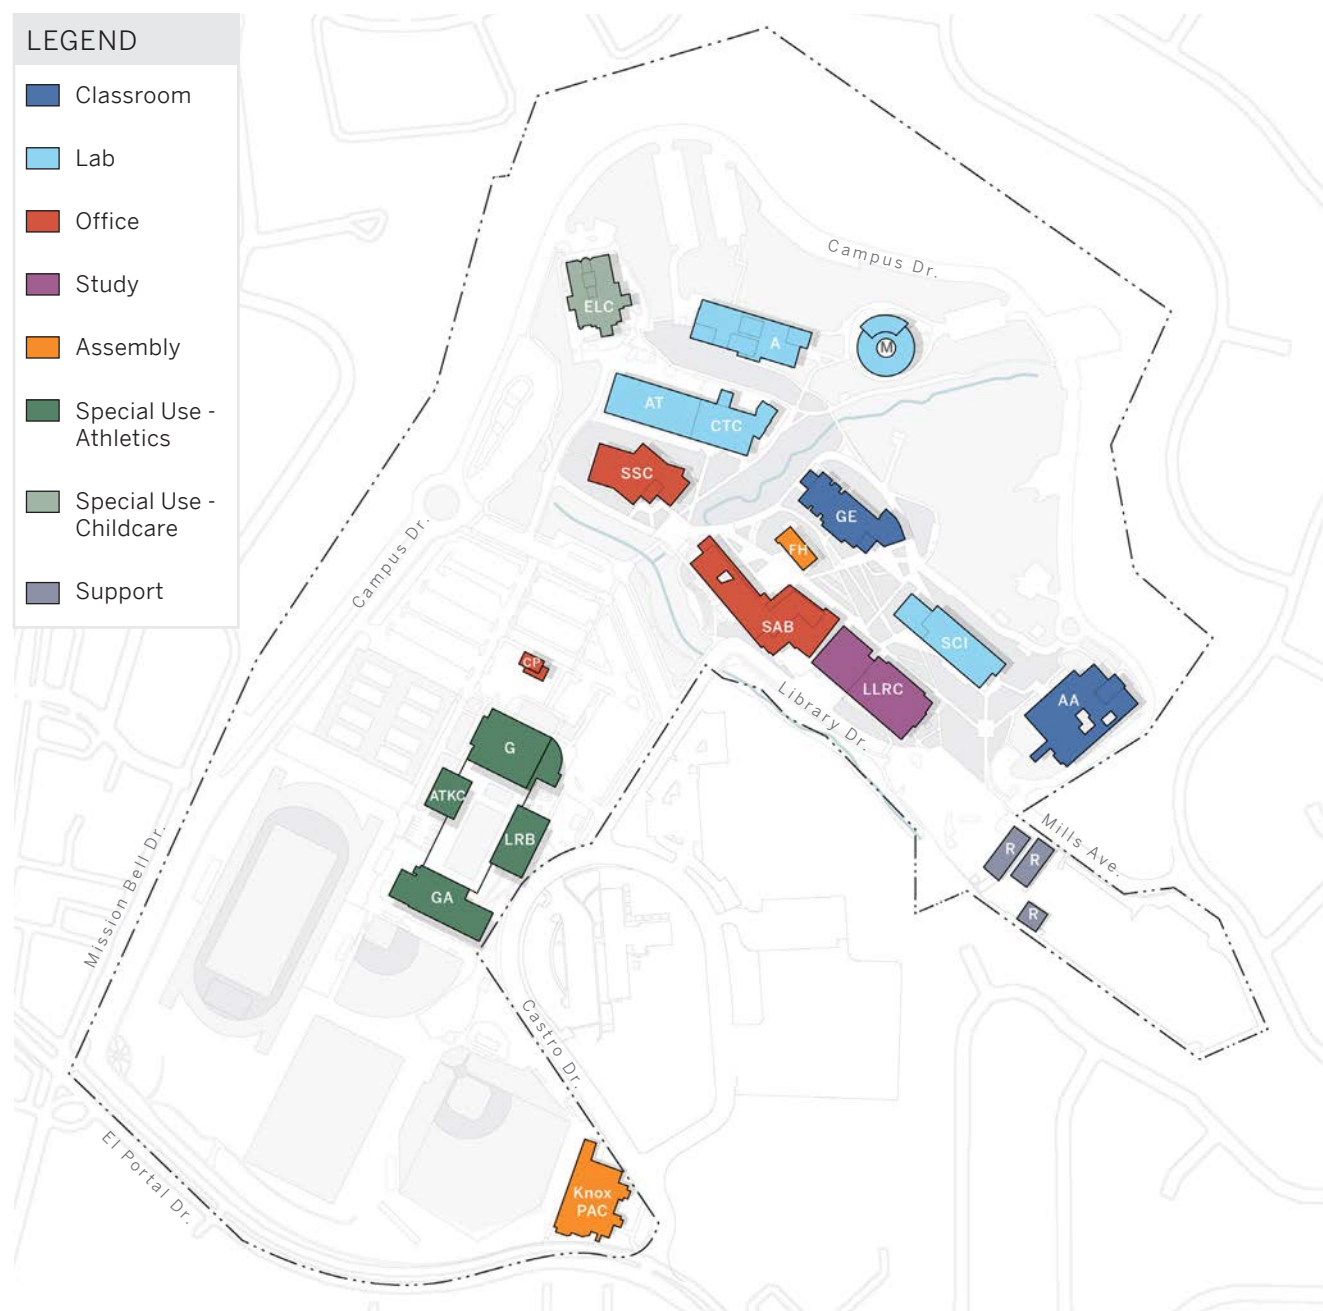 LEGEND
Classroom
Lab
Office
Study
Assembly
Special Use -
Athletics
Special Use -
Childcare
Support
Campus Dr.
ELC
A
M
AT
CTC
SSC
GE
Campus Dr.
FH
SAB
SCI
CP
LLRC
AA
Library Dr.
G
ATKC
LRB
Mills Ave.
R
R
GA
R
Mission Bell Dr.
Castro Dr.
El Portal Dr.
Knox
PAC